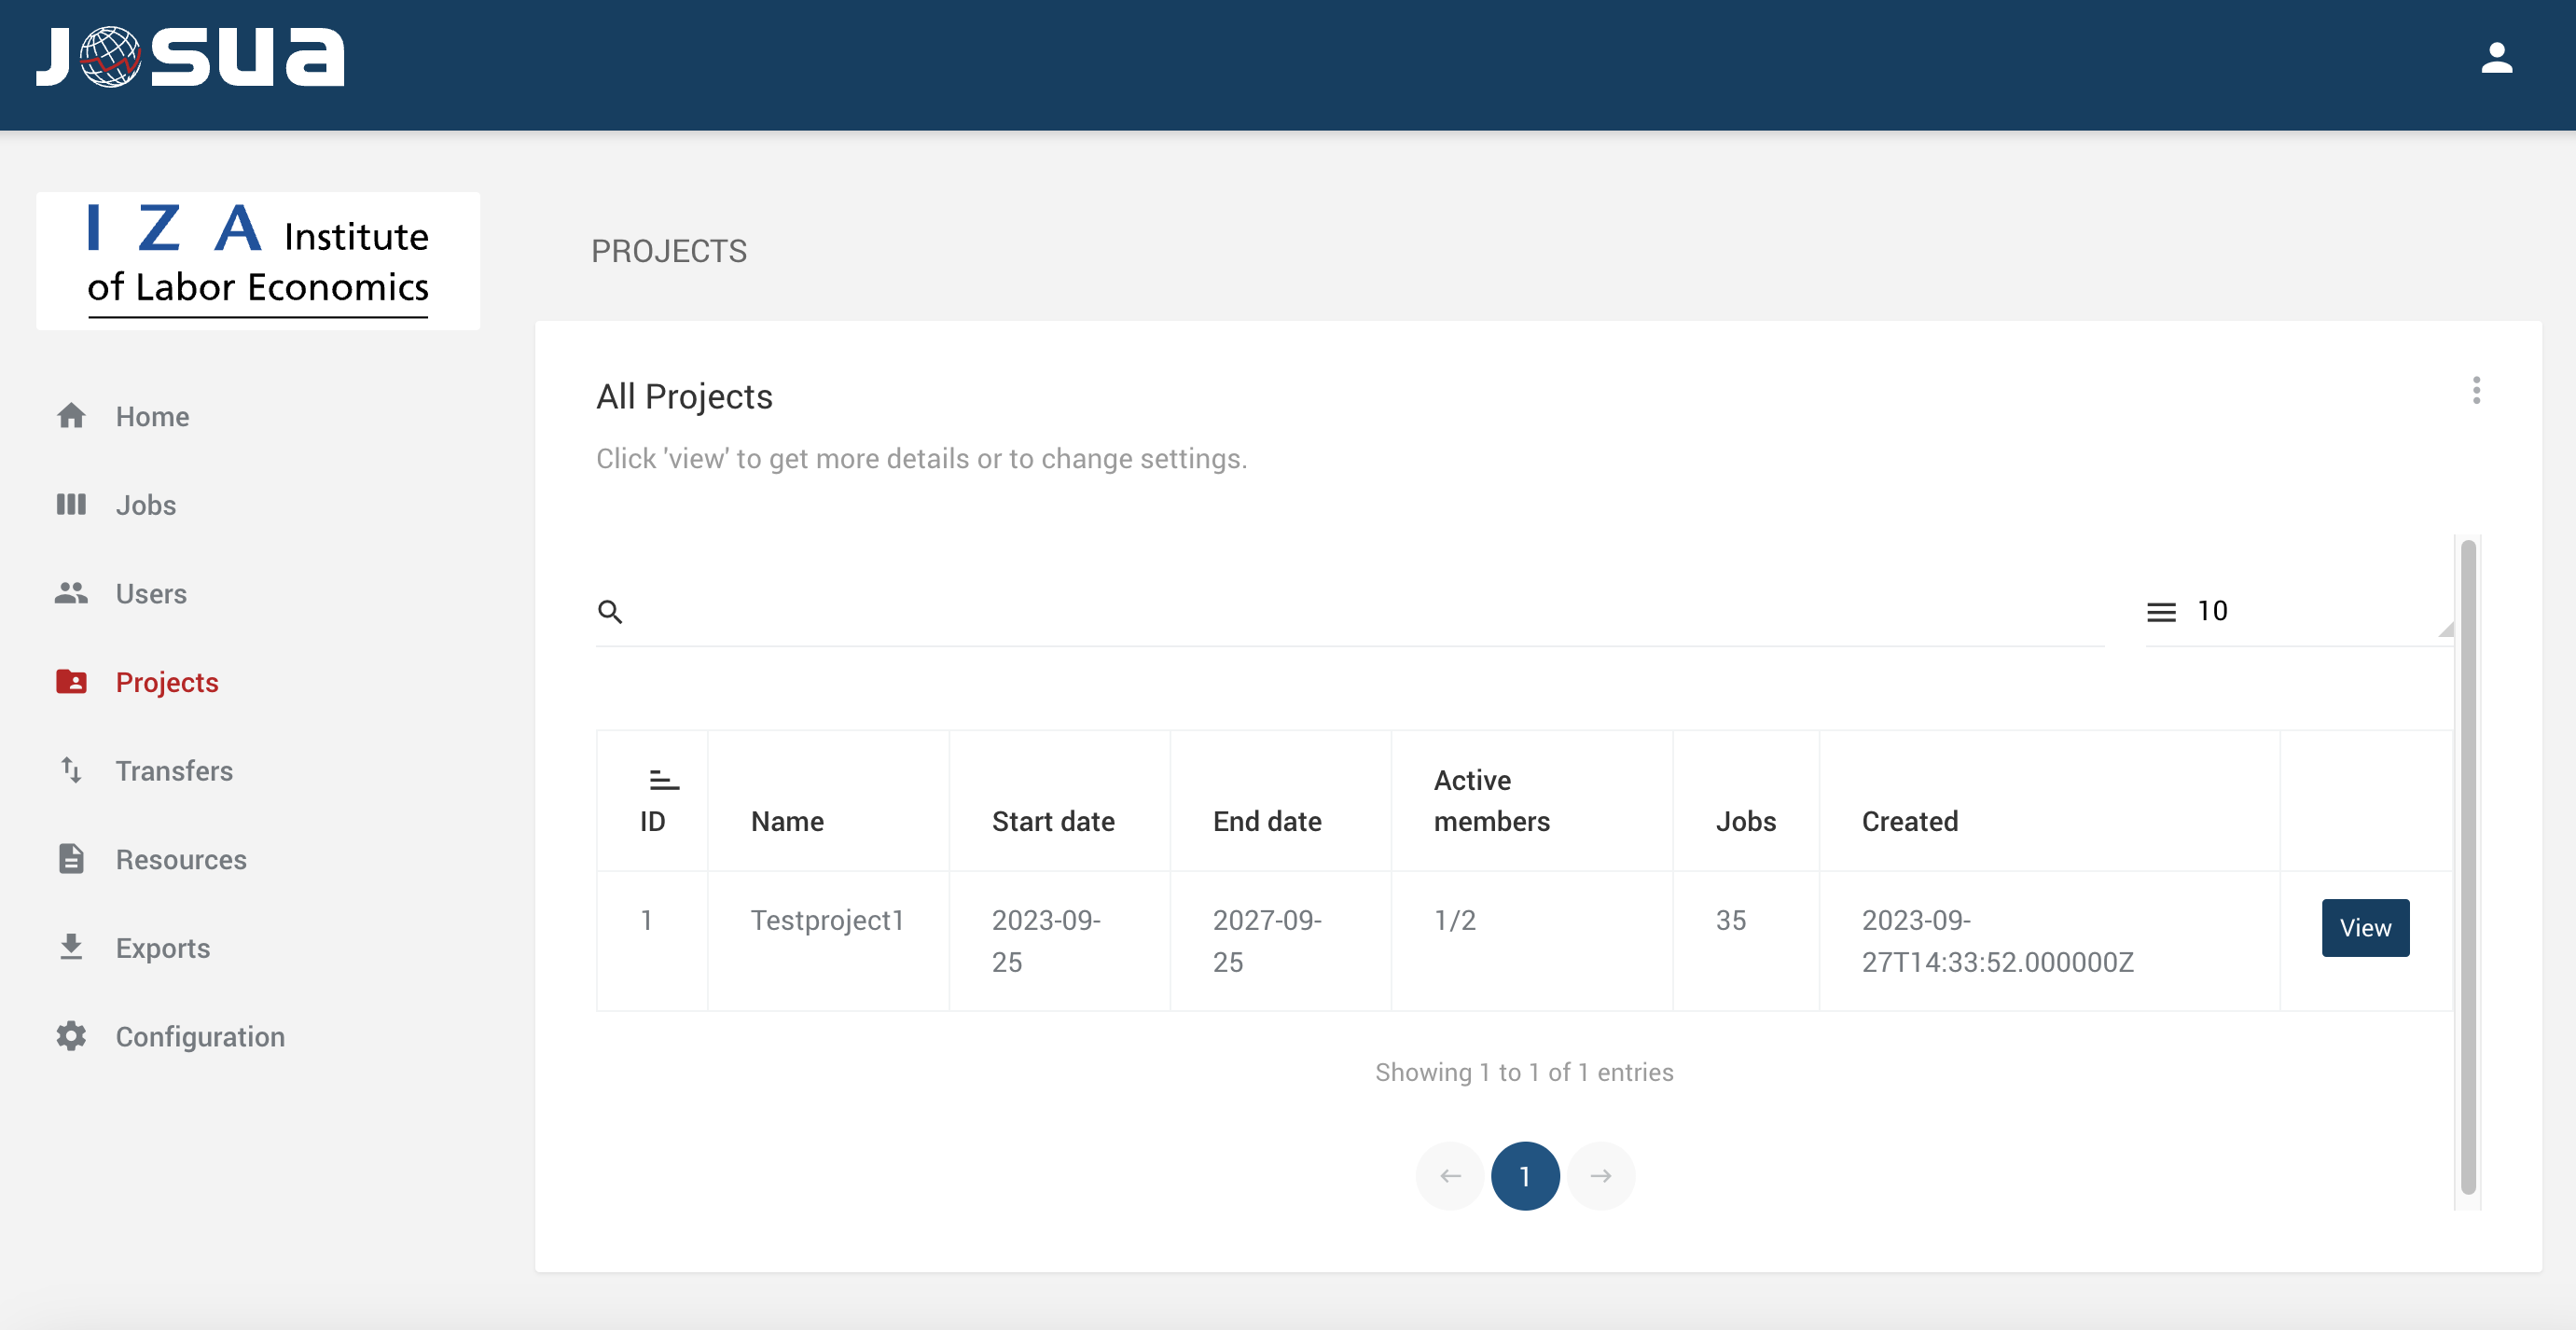 JOSUA
IZA Institute
of Labor Economics
Home
Jobs
Users
Projects
Transfers
Resources
Exports
Configuration
PROJECTS
All Projects
Click 'view' to get more details or to change settings.
10
ID
Name
Start date
End date
Active
members
Jobs
Created
1
Testproject1
2023-09-
25
2027-09-
25
1/2
35
2023-09-
27T14:33:52.000000Z
View
Showing 1 to 1 of 1 entries
1